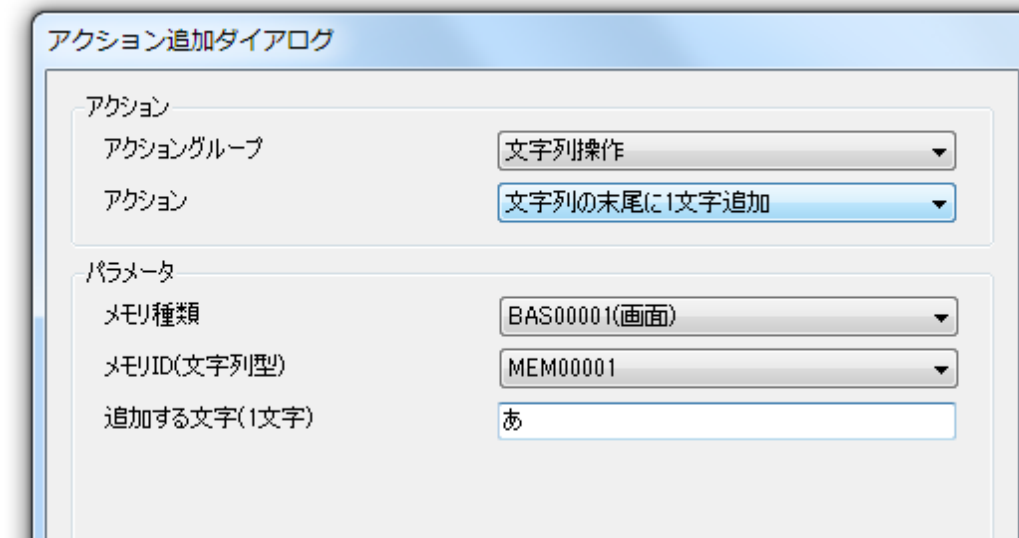 アクション追加ダイアログ
アクション
アクショングループ 文字列操作
アクション 文字列の末尾に1文字追加
パラメータ
メモリ種類 BAS00001(画面)
メモリID(文字列型) MEM00001
追加する文字(1文字) あ